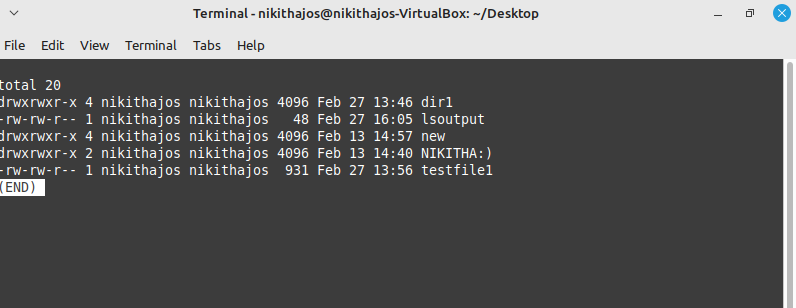 Terminal - nikithajos@nikithajos-VirtualBox: ~/Desktop
File Edit View Terminal Tabs Help
total 20
drwxrwxr-x 4 nikithajos nikithajos 4096 Feb 27 13:46 dir1
-rw-rw-r-- 1 nikithajos nikithajos   48 Feb 27 16:05 lsoutput
drwxrwxr-x 4 nikithajos nikithajos 4096 Feb 13 14:57 new
drwxrwxr-x 2 nikithajos nikithajos 4096 Feb 13 14:40 NIKITHA:)
-rw-rw-r-- 1 nikithajos nikithajos  931 Feb 27 13:56 testfile1
(END)